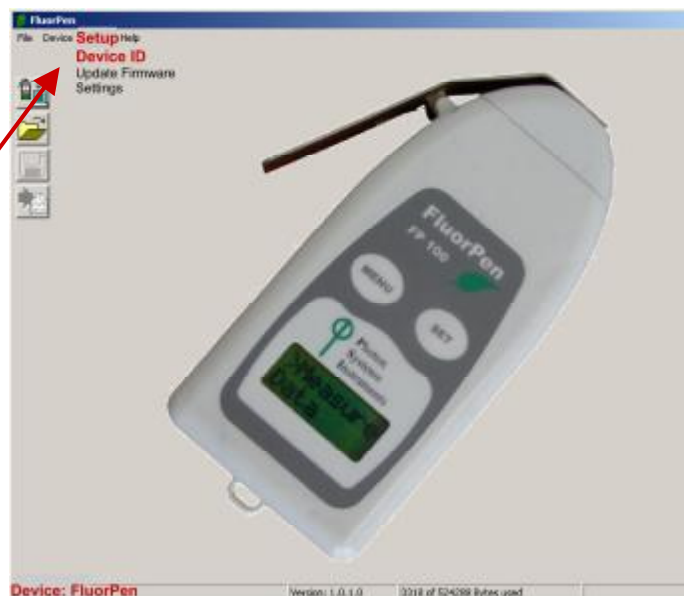 FluorPen
File Device Setup Help
Device ID
Update Firmware
Settings
FluorPen
FP 100
MENU
SET
Photon
Systems
Instruments
>Measure
Data
Device: FluorPen
Version: 1.0.1.0
3318 of 524288 Bytes used